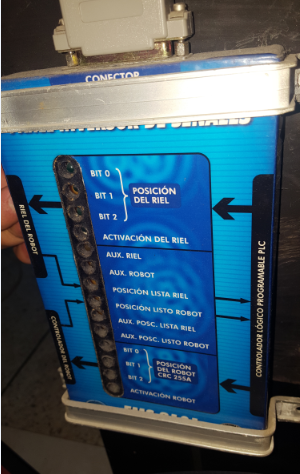 CONECTOR
DE SEÑALES
BIT 0
BIT 1
BIT 2
POSICIÓN
DEL RIEL
ACTIVACIÓN DEL RIEL
AUX. RIEL
AUX. ROBOT
POSICIÓN LISTA RIEL
POSICIÓN LISTO ROBOT
AUX. POSC. LISTA RIEL
AUX. POSC. LISTO ROBOT
BIT 0
BIT 1
BIT 2
POSICIÓN
DEL ROBOT
CRC 255A
ACTIVACIÓN ROBOT
RIEL DEL ROBOT
CONTROLADOR DEL ROBOT
CONTROLADOR LÓGICO PROGRAMABLE PLC